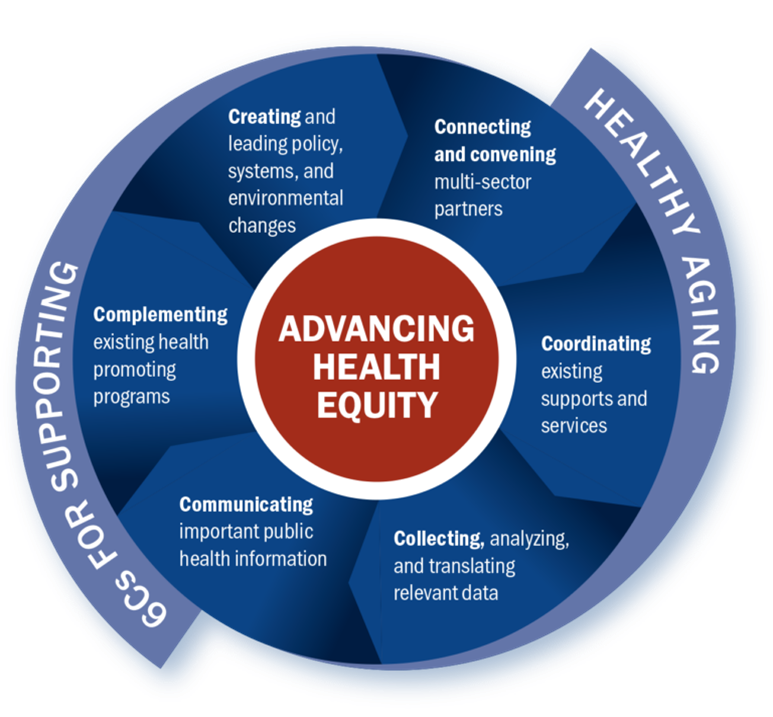 6Cs FOR SUPPORTING
HEALTHY AGING
Creating and
leading policy,
systems, and
environmental
changes
Connecting
and convening
multi-sector
partners
Coordinating
existing
supports and
services
Collecting, analyzing,
and translating
relevant data
Communicating
important public
health information
Complementing
existing health
promoting
programs
ADVANCING
HEALTH
EQUITY